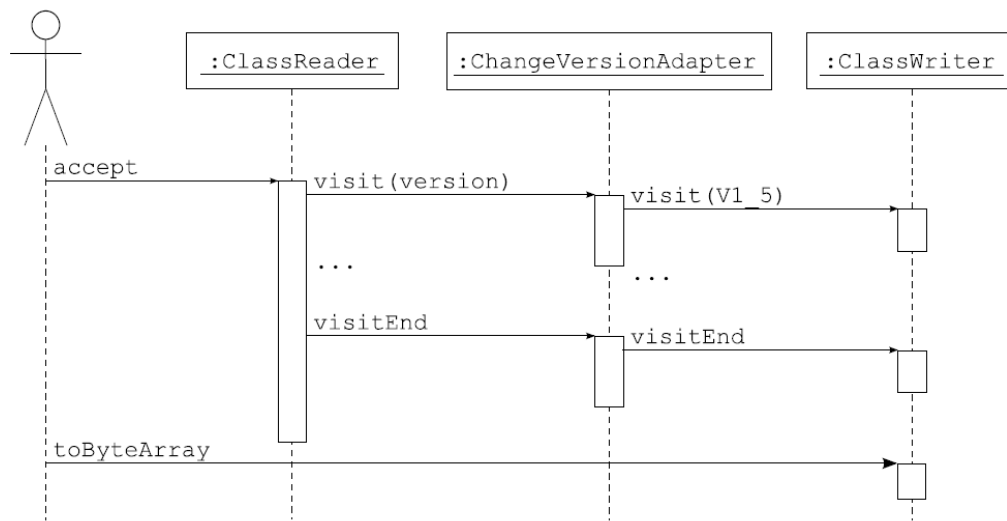 :ClassReader
:ChangeVersionAdapter
:ClassWriter
accept
visit(version)
visit(V1_5)
...
...
visitEnd
visitEnd
toByteArray